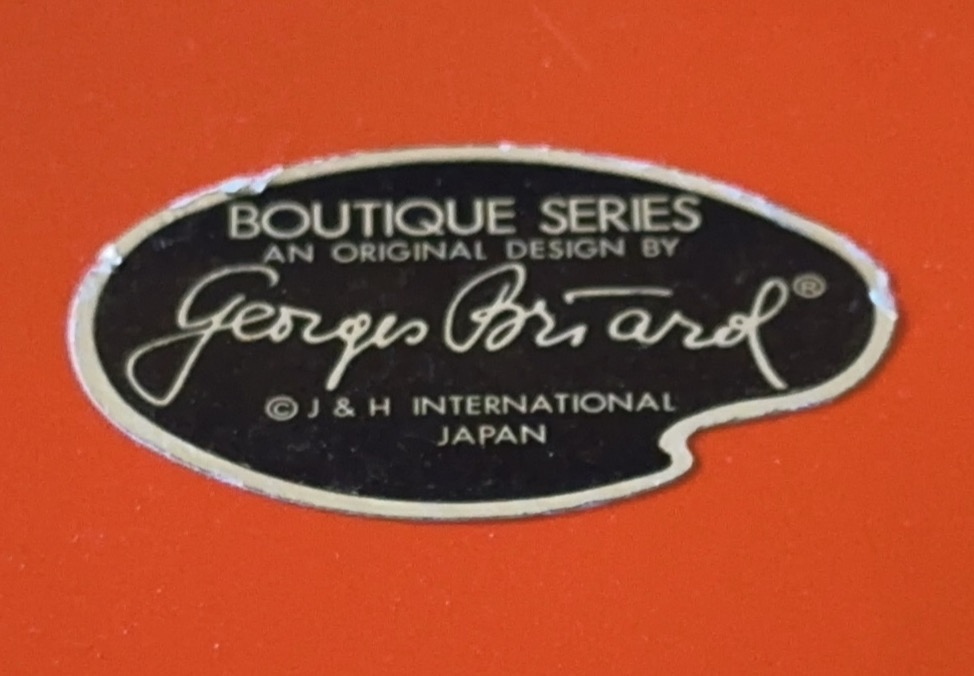 BOUTIQUE SERIES
AN ORIGINAL DESIGN BY
Georges Briard ®
© J & H INTERNATIONAL
JAPAN